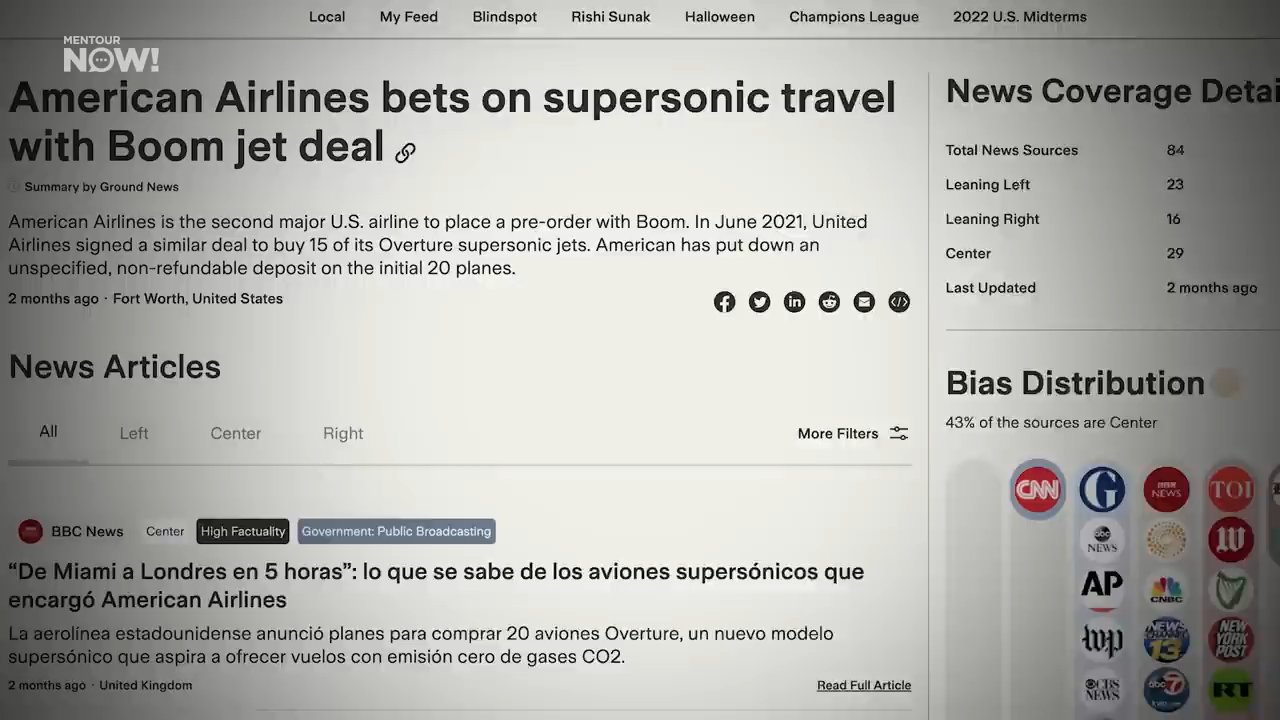 Local My Feed Blindspot Rishi Sunak Halloween Champions League 2022 U.S. Midterms
MENTOUR
NOW!
American Airlines bets on supersonic travel
with Boom jet deal
Summary by Ground News
American Airlines is the second major U.S. airline to place a pre-order with Boom. In June 2021, United
Airlines signed a similar deal to buy 15 of its Overture supersonic jets. American has put down an
unspecified, non-refundable deposit on the initial 20 planes.
2 months ago · Fort Worth, United States
News Articles
All Left Center Right
More Filters
BBC News Center High Factuality Government: Public Broadcasting
“De Miami a Londres en 5 horas”: lo que se sabe de los aviones supersónicos que
encargó American Airlines
La aerolínea estadounidense anunció planes para comprar 20 aviones Overture, un nuevo modelo
supersónico que aspira a ofrecer vuelos con emisión cero de gases CO2.
2 months ago · United Kingdom
Read Full Article
News Coverage Detai
Total News Sources 84
Leaning Left 23
Leaning Right 16
Center 29
Last Updated 2 months ago
Bias Distribution
43% of the sources are Center
CNN G BBC NEWS TOI
abc NEWS W
AP CNBC
wp NEWS CHANNEL 13 NEW YORK POST
CBS NEWS abc7 RT